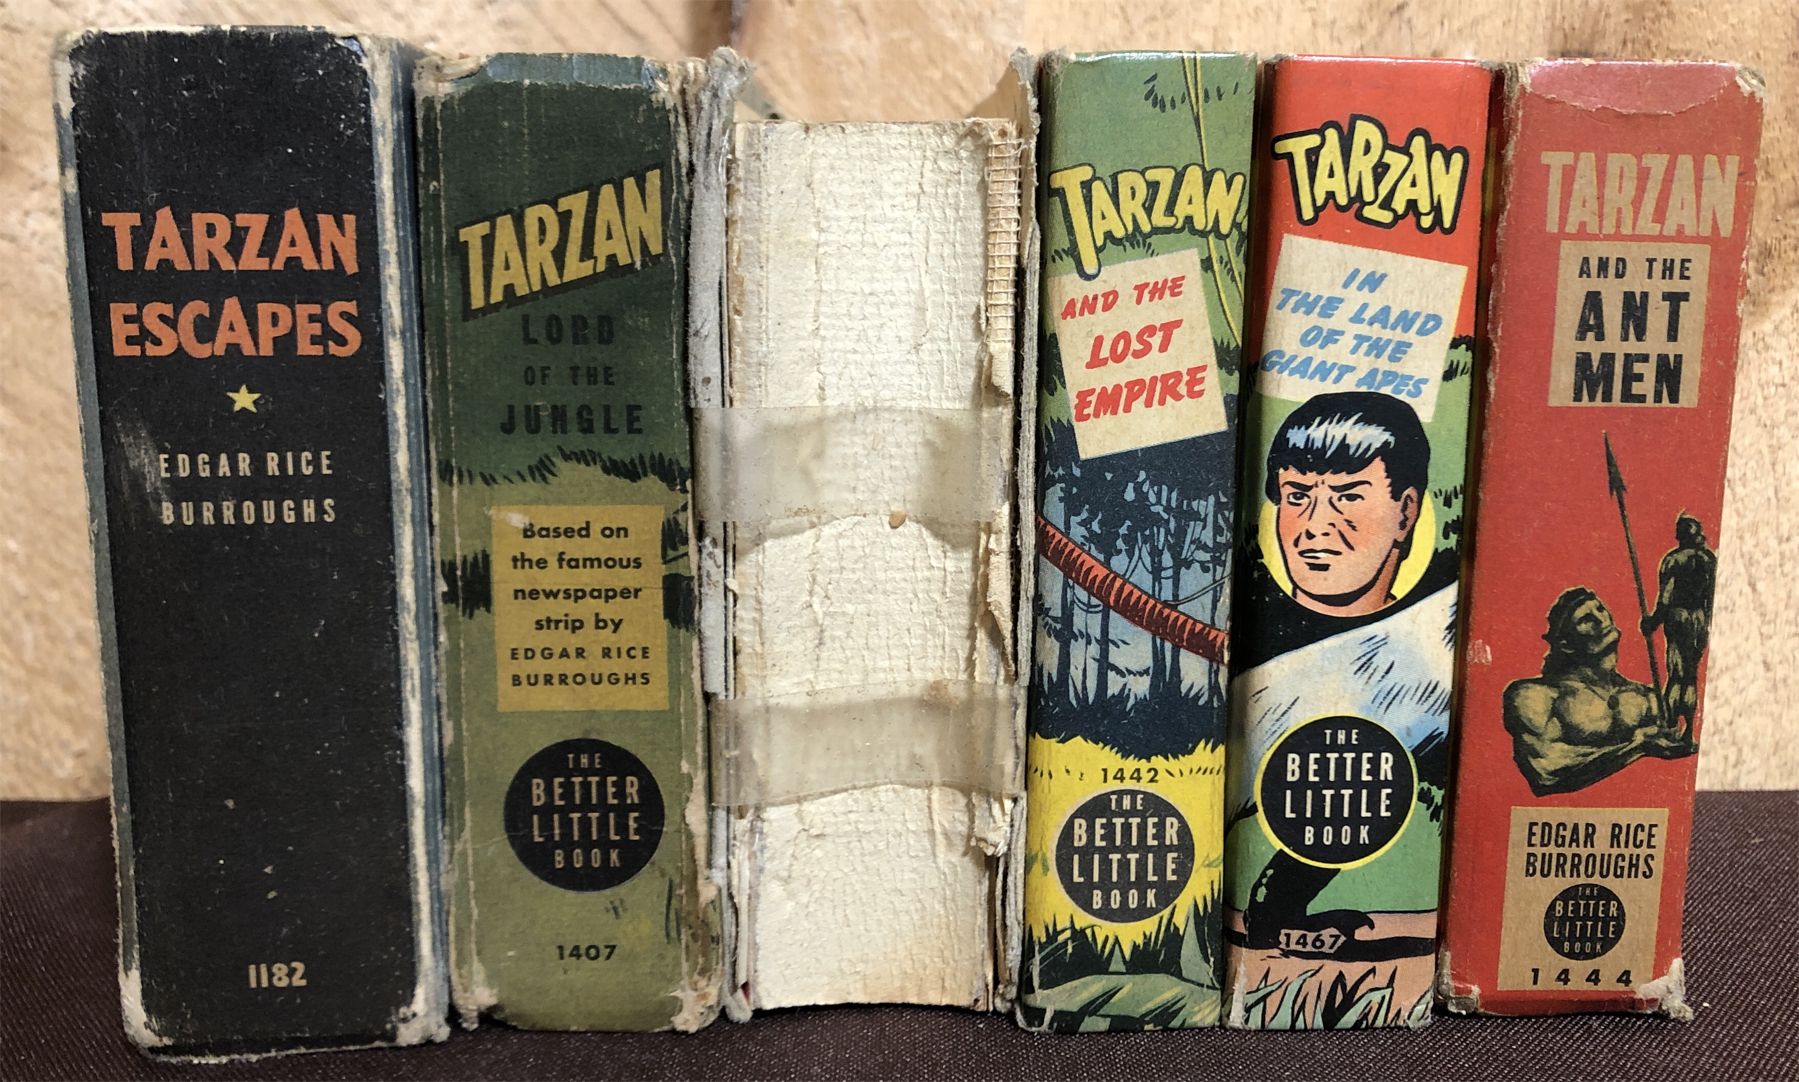 TARZAN
ESCAPES
EDGAR RICE
BURROUGHS
1182
TARZAN
LORD
OF THE
JUNGLE
Based on
the famous
newspaper
strip by
EDGAR RICE
BURROUGHS
THE
BETTER
LITTLE
BOOK
1407
TARZAN
AND THE
LOST
EMPIRE
1442
THE
BETTER
LITTLE
BOOK
TARZAN
IN
THE LAND
OF THE
GIANT APES
THE
BETTER
LITTLE
BOOK
1467
TARZAN
AND THE
ANT
MEN
EDGAR RICE
BURROUGHS
THE
BETTER
LITTLE
BOOK
1444